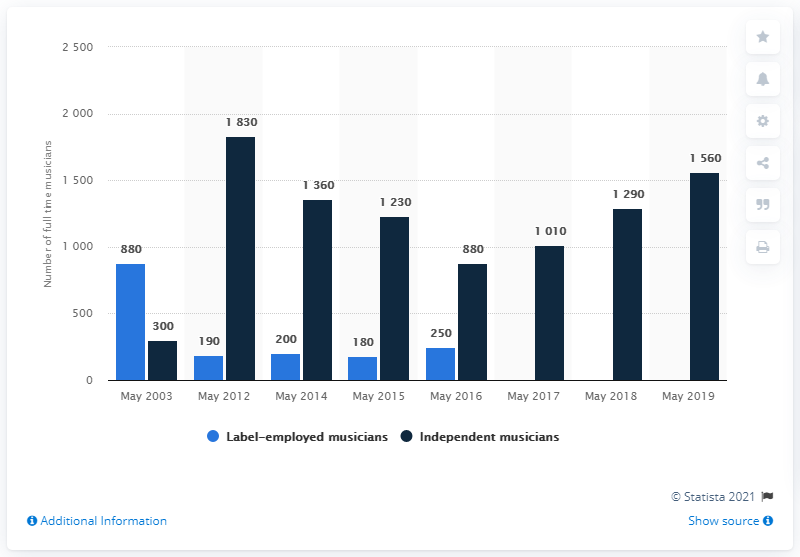 2 500
2 000
1 500
1 000
500
0
Number of full time musicians
880
300
190
1 830
200
1 360
180
1 230
250
880
1 010
1 290
1 560
May 2003
May 2012
May 2014
May 2015
May 2016
May 2017
May 2018
May 2019
Label-employed musicians
Independent musicians
© Statista 2021
Additional Information
Show source